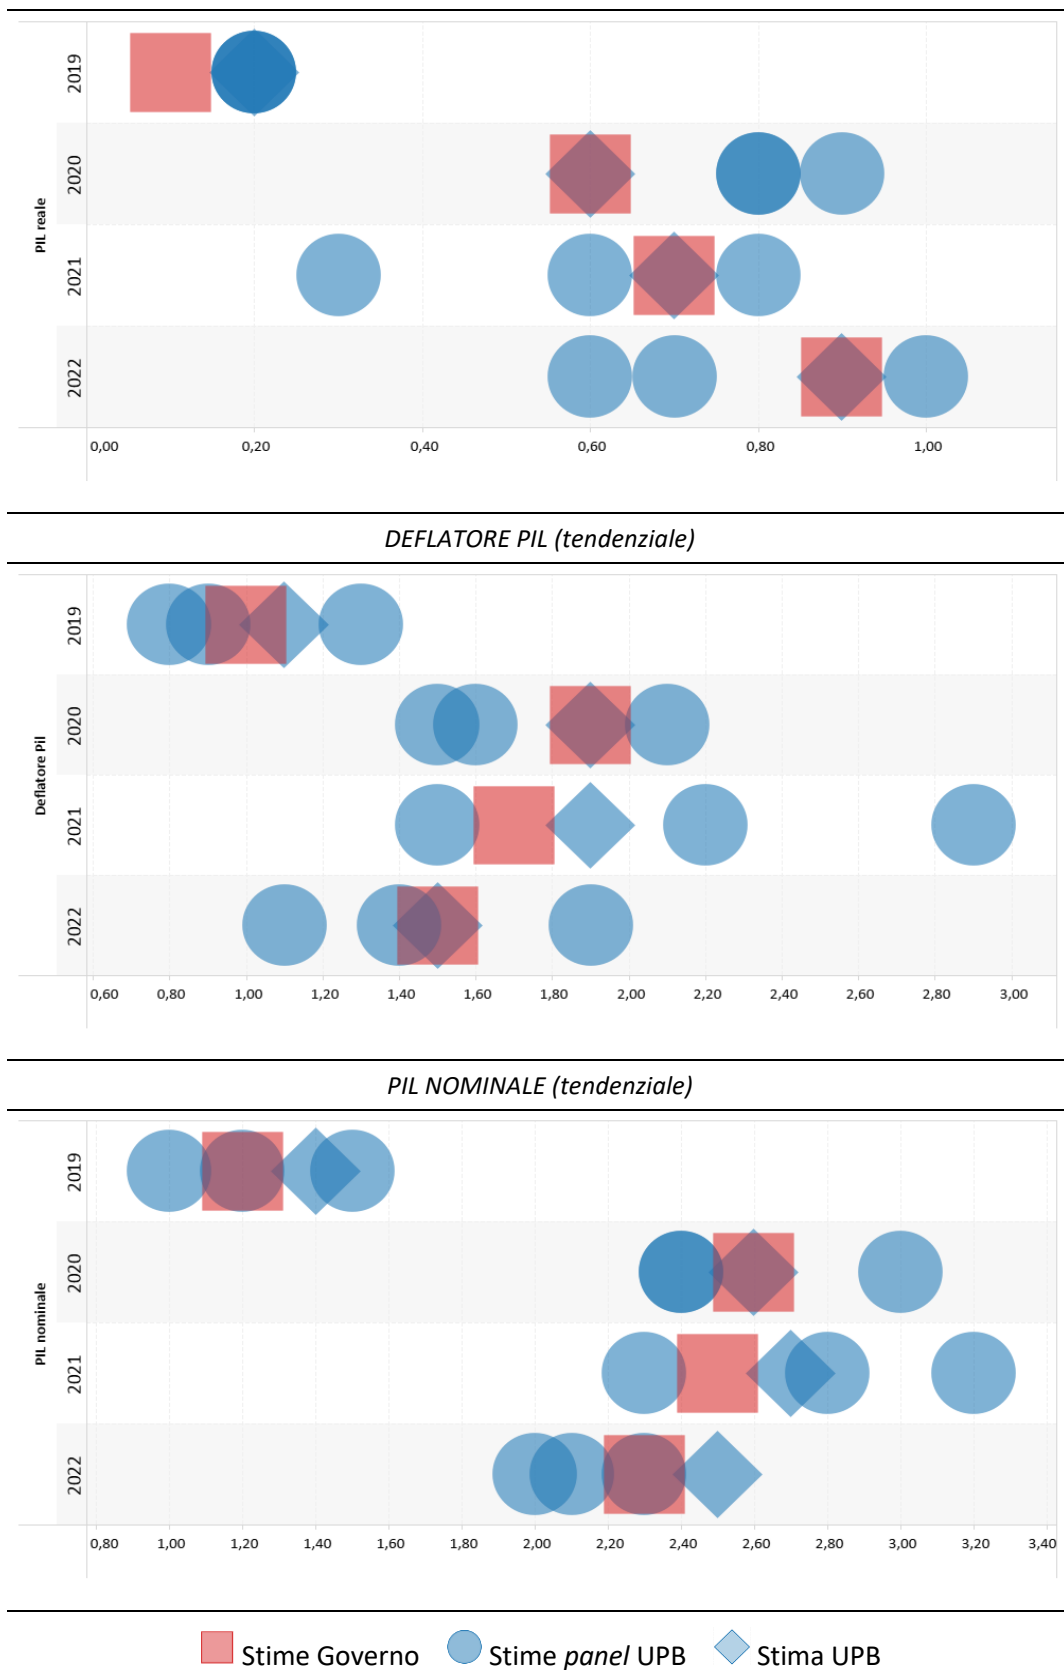 2019
2020
2021
2022
PIL reale
0,00 0,20 0,40 0,60 0,80 1,00
DEFLATORE PIL (tendenziale)
2019
2020
2021
2022
Deflatore Pil
0,60 0,80 1,00 1,20 1,40 1,60 1,80 2,00 2,20 2,40 2,60 2,80 3,00
PIL NOMINALE (tendenziale)
2019
2020
2021
2022
PIL nominale
0,80 1,00 1,20 1,40 1,60 1,80 2,00 2,20 2,40 2,60 2,80 3,00 3,20 3,40
Stime Governo Stime panel UPB Stima UPB